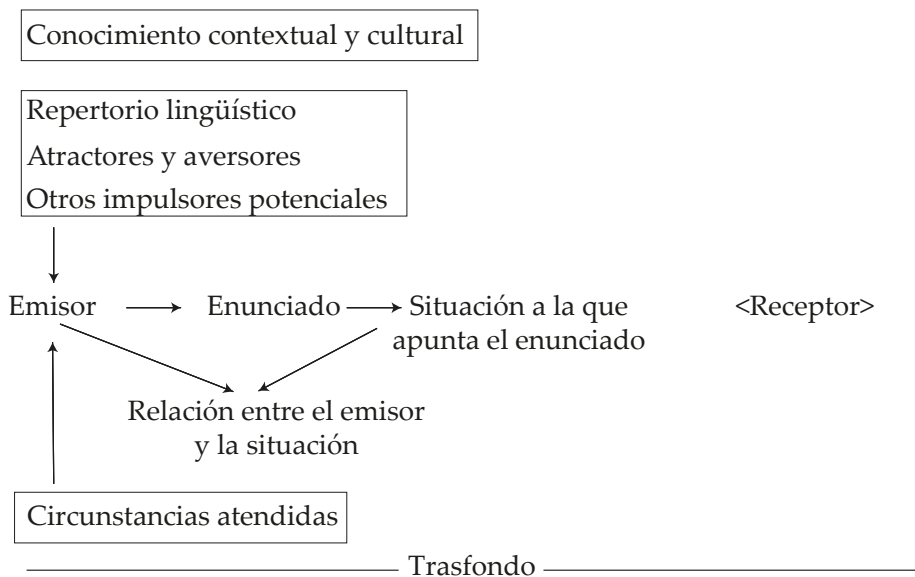 Conocimiento contextual y cultural
Repertorio lingüístico
Atractores y aversores
Otros impulsores potenciales
Emisor Enunciado Situación a la que <Receptor>
apunta el enunciado
Relación entre el emisor
y la situación
Circunstancias atendidas
Trasfondo